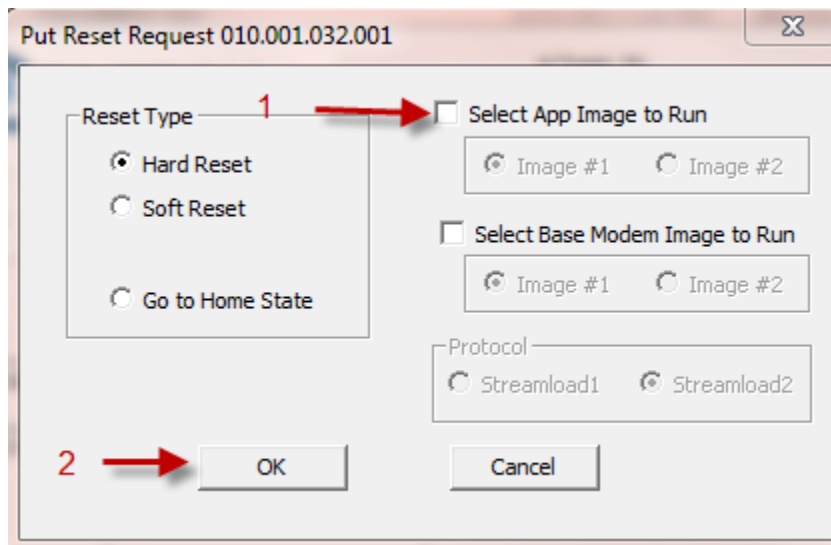 Put Reset Request 010.001.032.001
Reset Type
Hard Reset
Soft Reset
Go to Home State
1
Select App Image to Run
Image #1 Image #2
Select Base Modem Image to Run
Image #1 Image #2
Protocol
Streamload1 Streamload2
2
OK
Cancel